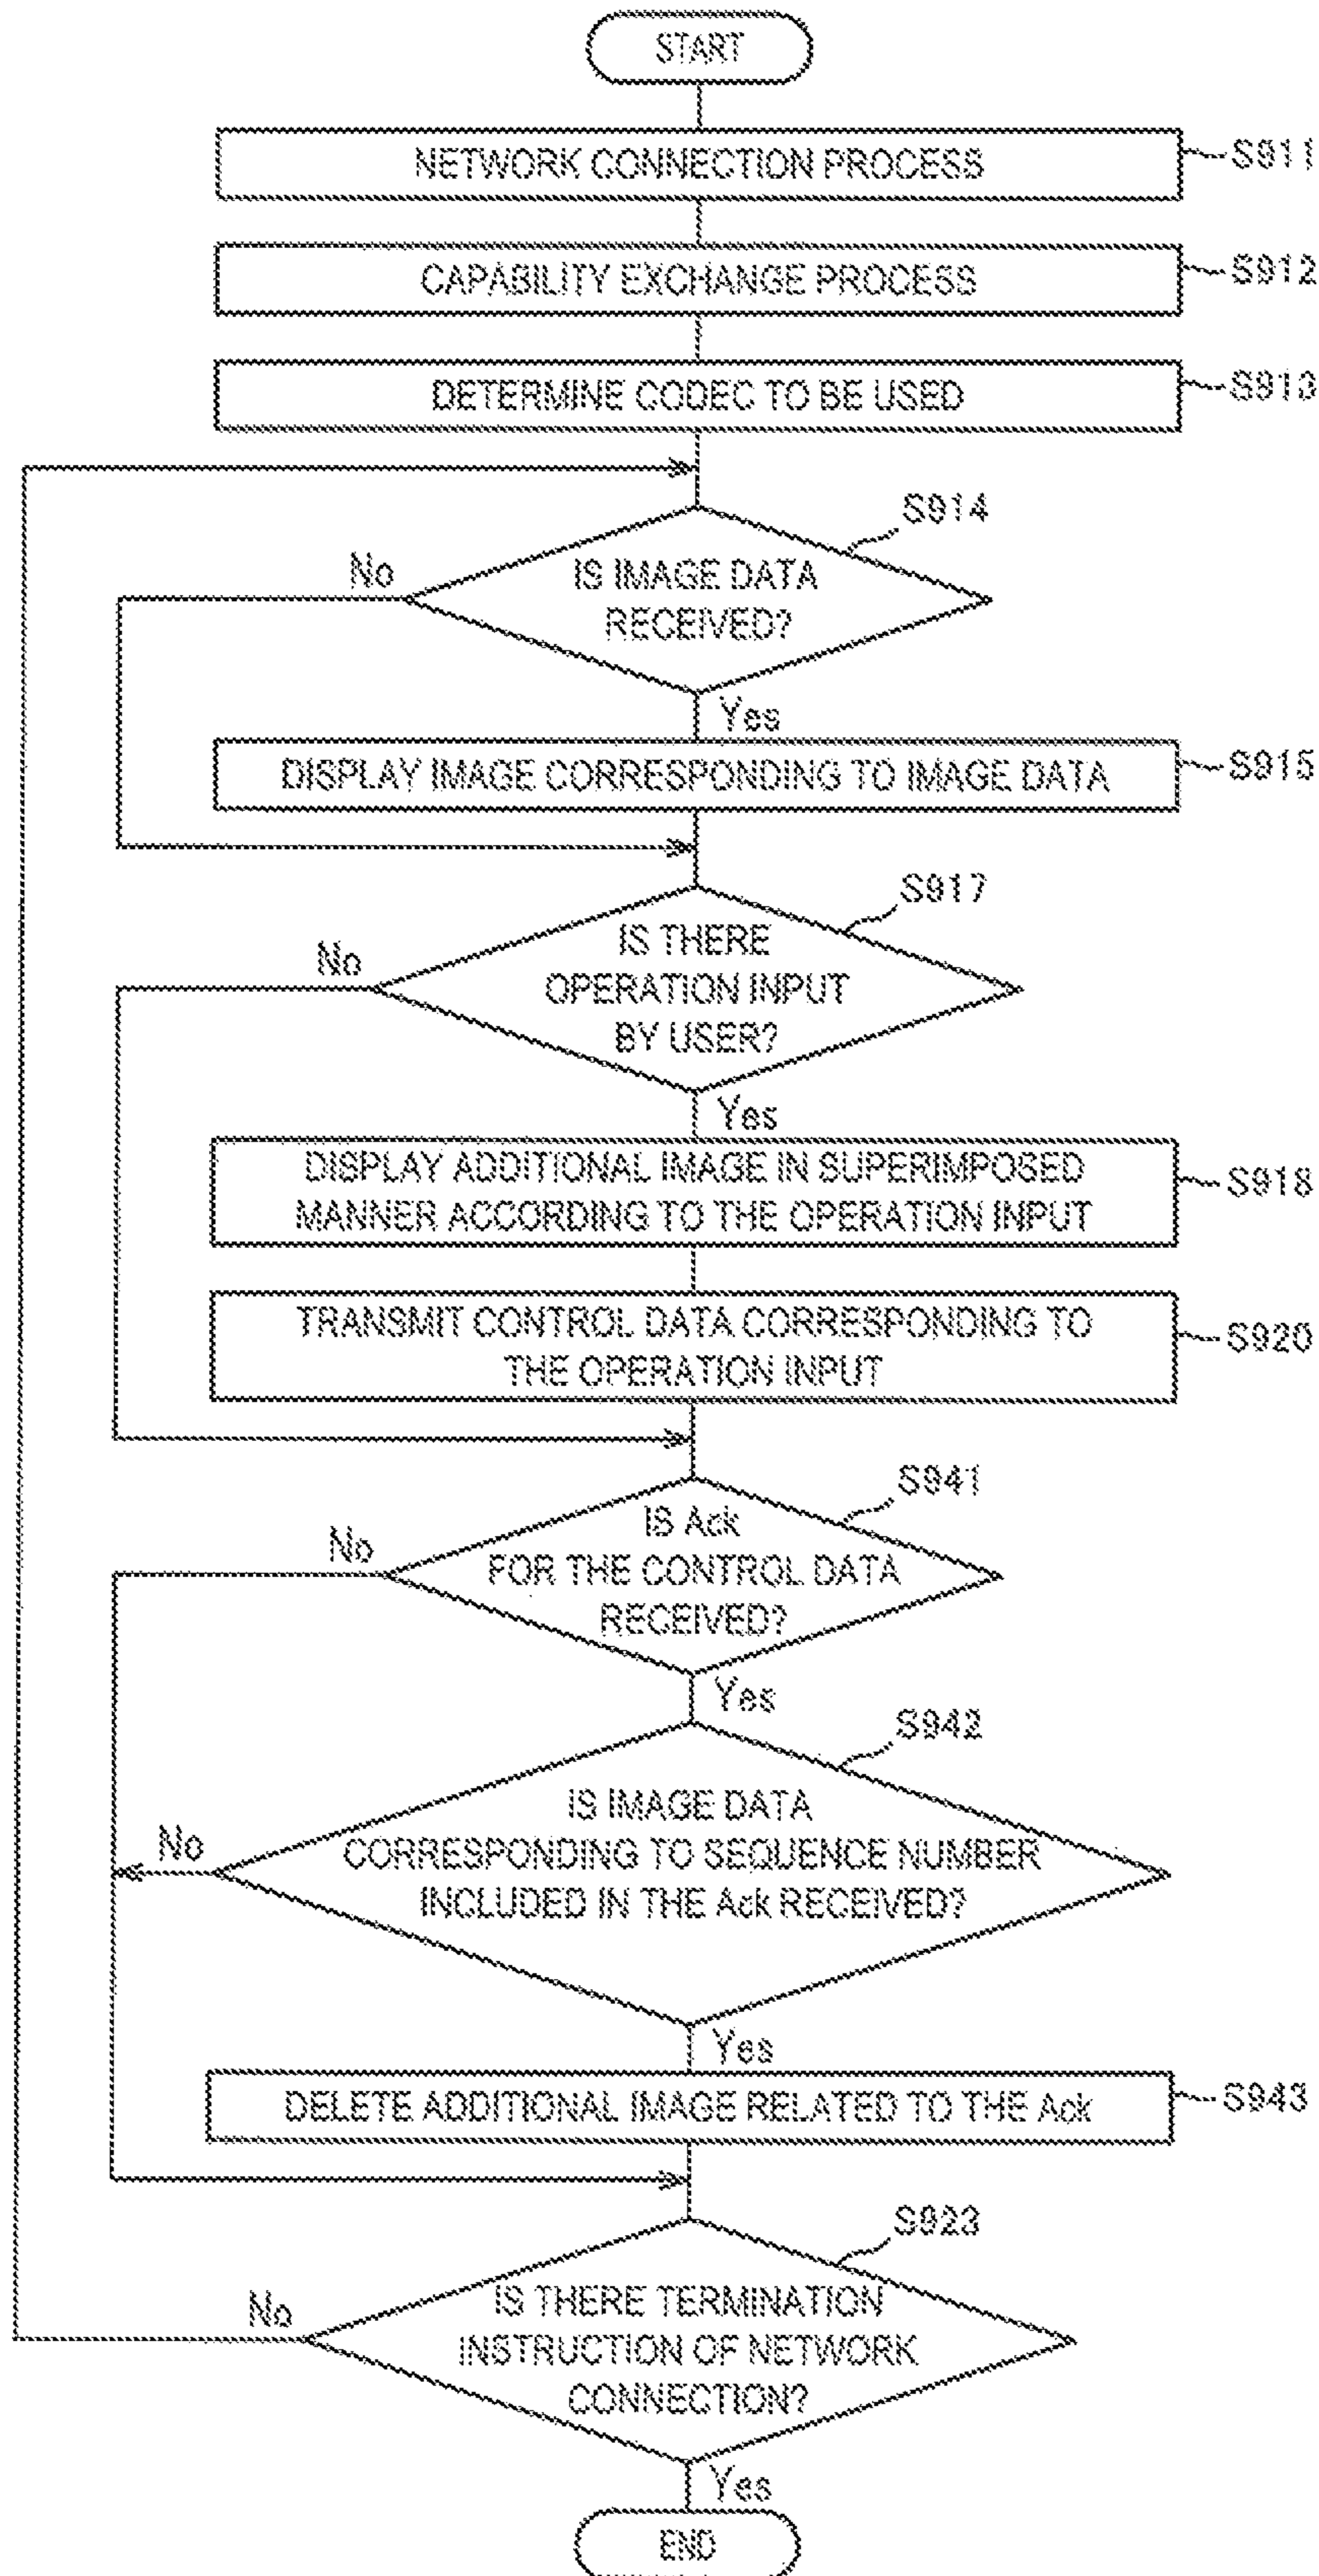 START
NETWORK CONNECTION PROCESS
S911
CAPABILITY EXCHANGE PROCESS
S912
DETERMINE CODEC TO BE USED
S913
S914
No
IS IMAGE DATA
RECEIVED?
Yes
DISPLAY IMAGE CORRESPONDING TO IMAGE DATA
S915
S917
No
IS THERE
OPERATION INPUT
BY USER?
Yes
DISPLAY ADDITIONAL IMAGE IN SUPERIMPOSED
MANNER ACCORDING TO THE OPERATION INPUT
S918
TRANSMIT CONTROL DATA CORRESPONDING TO
THE OPERATION INPUT
S920
S941
No
IS Ack
FOR THE CONTROL DATA
RECEIVED?
Yes
S942
No
IS IMAGE DATA
CORRESPONDING TO SEQUENCE NUMBER
INCLUDED IN THE Ack RECEIVED?
Yes
DELETE ADDITIONAL IMAGE RELATED TO THE Ack
S943
S923
No
IS THERE TERMINATION
INSTRUCTION OF NETWORK
CONNECTION?
Yes
END